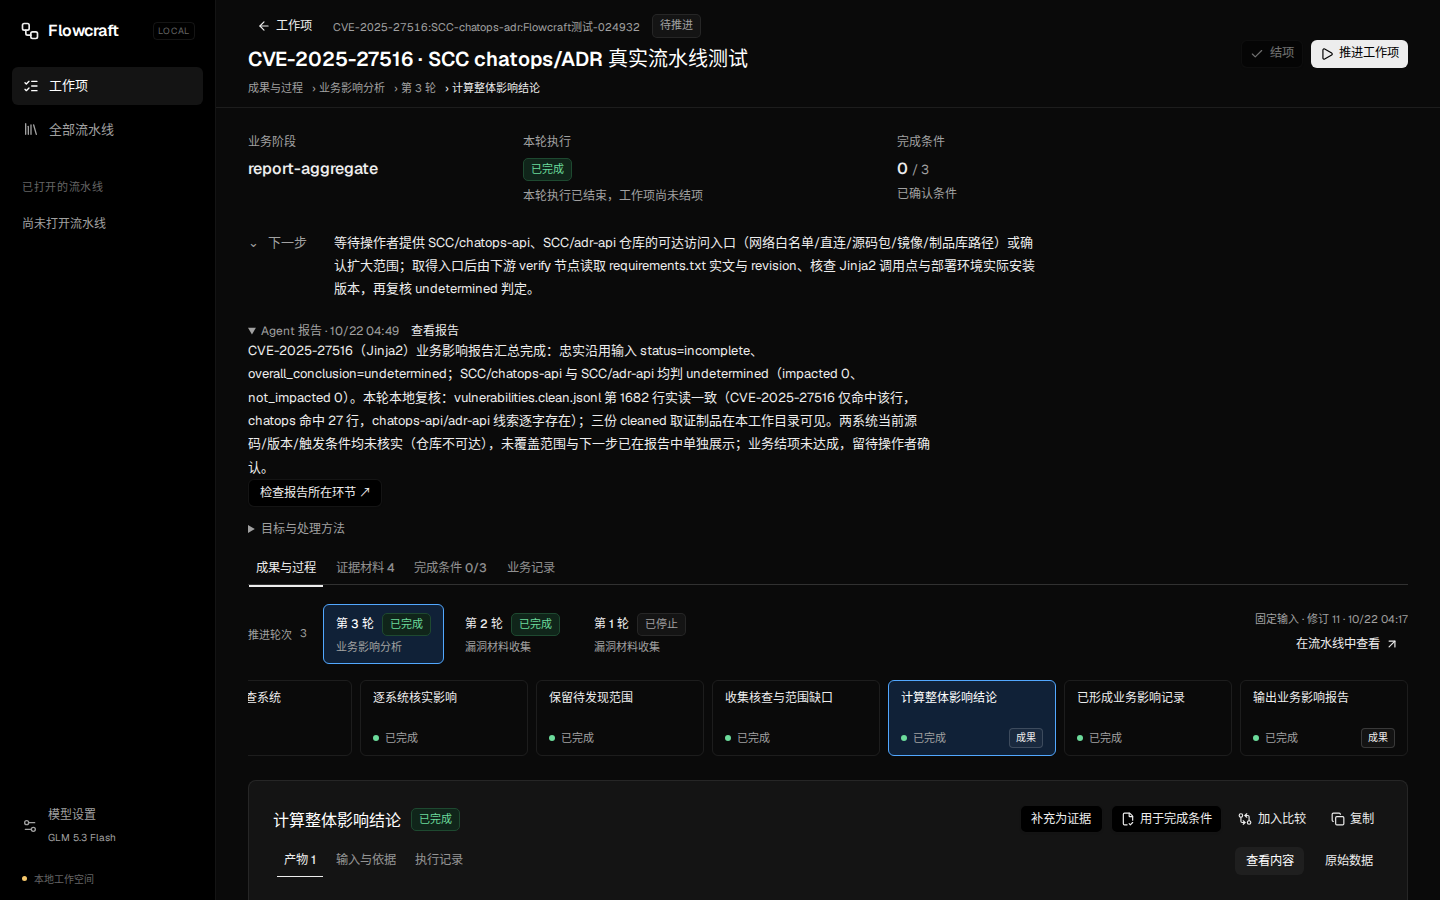 Flowcraft
LOCAL
工作项
全部流水线
已打开的流水线
尚未打开流水线
模型设置
GLM 5.3 Flash
本地工作空间
工作项
CVE-2025-27516:SCC-chatops-adr:Flowcraft测试-024932
待推进
CVE-2025-27516 · SCC chatops/ADR 真实流水线测试
成果与过程 › 业务影响分析 › 第 3 轮 › 计算整体影响结论
结项
推进工作项
业务阶段
report-aggregate
本轮执行
已完成
本轮执行已结束，工作项尚未结项
完成条件
0 / 3
已确认条件
下一步
等待操作者提供 SCC/chatops-api、SCC/adr-api 仓库的可达访问入口（网络白名单/直连/源码包/镜像/制品库路径）或确
认扩大范围；取得入口后由下游 verify 节点读取 requirements.txt 实文与 revision、核查 Jinja2 调用点与部署环境实际安装
版本，再复核 undetermined 判定。
Agent 报告 · 10/22 04:49 查看报告
CVE-2025-27516（Jinja2）业务影响报告汇总完成：忠实沿用输入 status=incomplete、
overall_conclusion=undetermined；SCC/chatops-api 与 SCC/adr-api 均判 undetermined（impacted 0、
not_impacted 0）。本轮本地复核：vulnerabilities.clean.jsonl 第 1682 行实读一致（CVE-2025-27516 仅命中该行，
chatops 命中 27 行，chatops-api/adr-api 线索逐字存在）；三份 cleaned 取证制品在本工作目录可见。两系统当前源
码/版本/触发条件均未核实（仓库不可达），未覆盖范围与下一步已在报告中单独展示；业务结项未达成，留待操作者确
认。
检查报告所在环节 ↗
目标与处理方法
成果与过程
证据材料 4
完成条件 0/3
业务记录
推进轮次 3
第 3 轮 已完成
业务影响分析
第 2 轮 已完成
漏洞材料收集
第 1 轮 已停止
漏洞材料收集
固定输入 · 修订 11 · 10/22 04:17
在流水线中查看
查系统
逐系统核实影响
已完成
保留待发现范围
已完成
收集核查与范围缺口
已完成
计算整体影响结论
已完成 成果
已形成业务影响记录
已完成
输出业务影响报告
已完成 成果
计算整体影响结论
已完成
补充为证据
用于完成条件
加入比较
复制
产物 1
输入与依据
执行记录
查看内容
原始数据